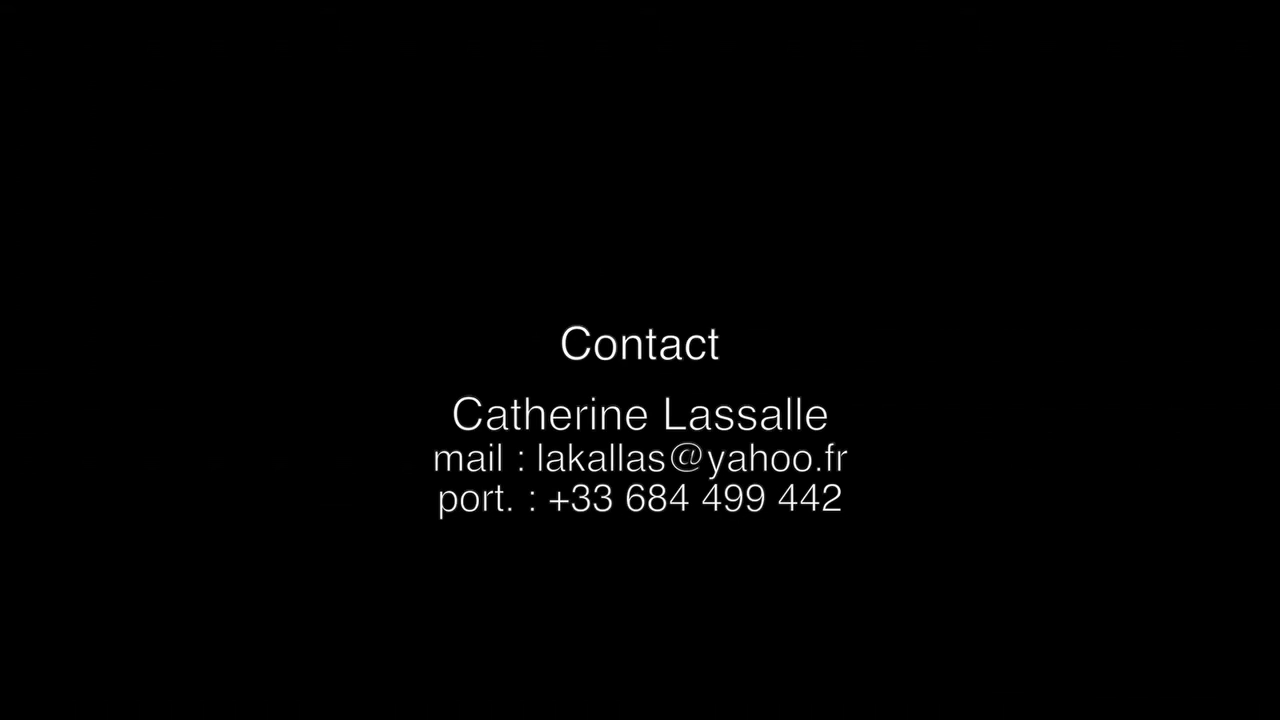 Contact
Catherine Lassalle
mail : lakallas@yahoo.fr
port. : +33 684 499 442